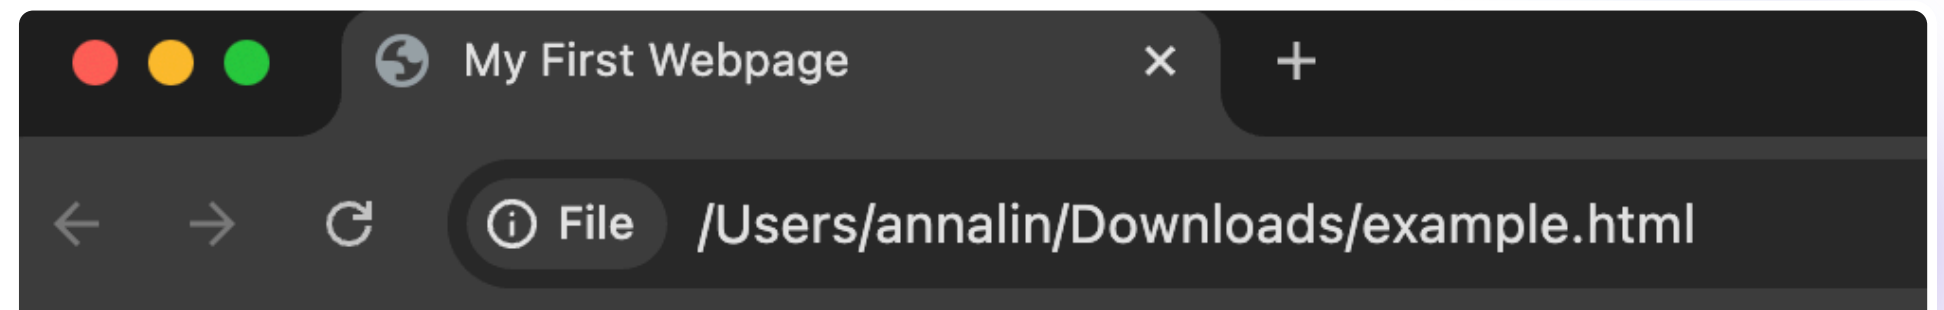 My First Webpage
File /Users/annalin/Downloads/example.html